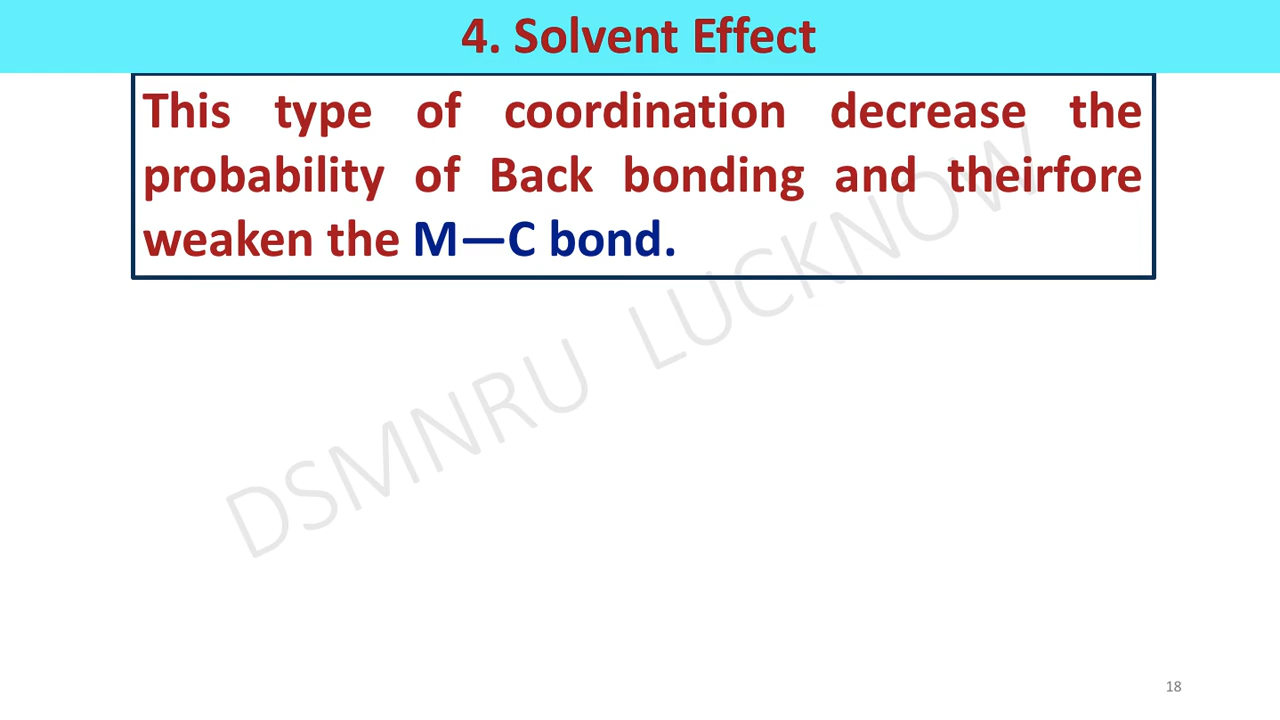 4. Solvent Effect
This type of coordination decrease the
probability of Back bonding and theirfore
weaken the M—C bond.
DSMNRU LUCKNOW
18